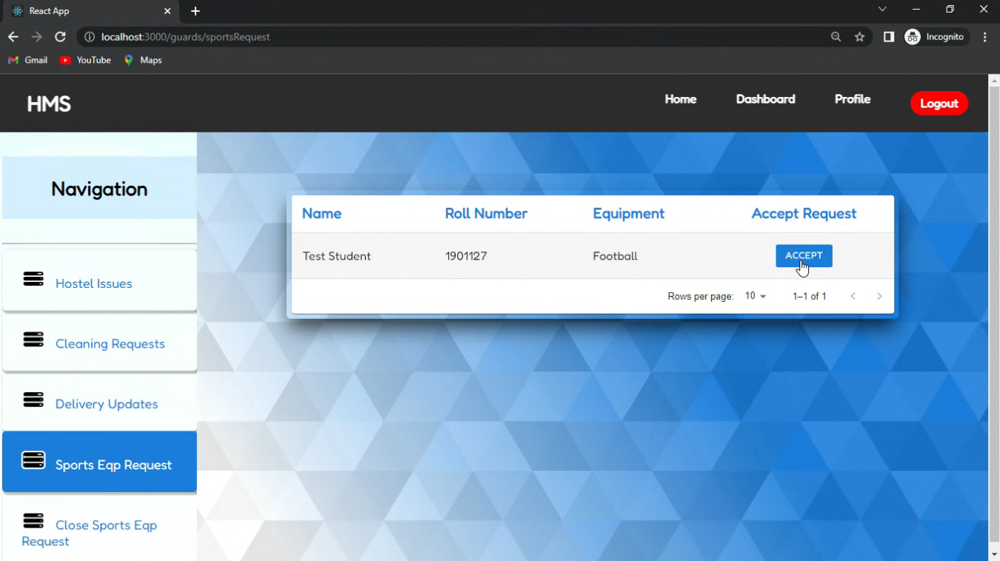 React App
localhost:3000/guards/sportsRequest
Incognito
Gmail YouTube Maps
HMS
Home Dashboard Profile Logout
Navigation
Hostel Issues
Cleaning Requests
Delivery Updates
Sports Eqp Request
Close Sports Eqp
Request
Name Roll Number Equipment Accept Request
Test Student 1901127 Football ACCEPT
Rows per page: 10 1–1 of 1